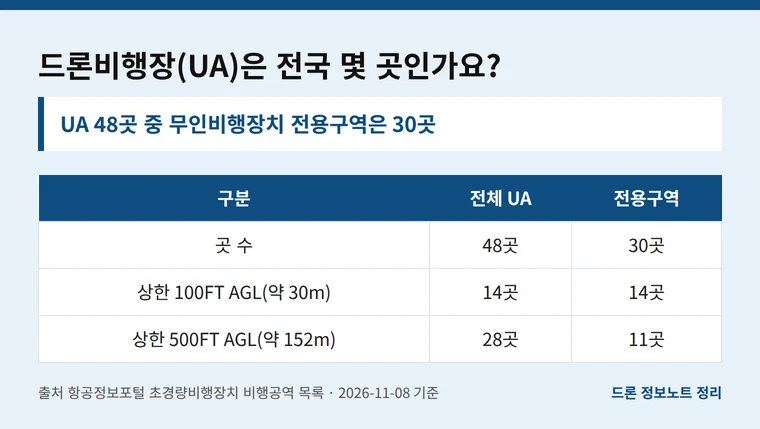 드론비행장(UA)은 전국 몇 곳인가요?
UA 48곳 중 무인비행장치 전용구역은 30곳
구분 전체 UA 전용구역
곳 수 48곳 30곳
상한 100FT AGL(약 30m) 14곳 14곳
상한 500FT AGL(약 152m) 28곳 11곳
출처 항공정보포털 초경량비행장치 비행공역 목록 · 2026-11-08 기준
드론 정보노트 정리